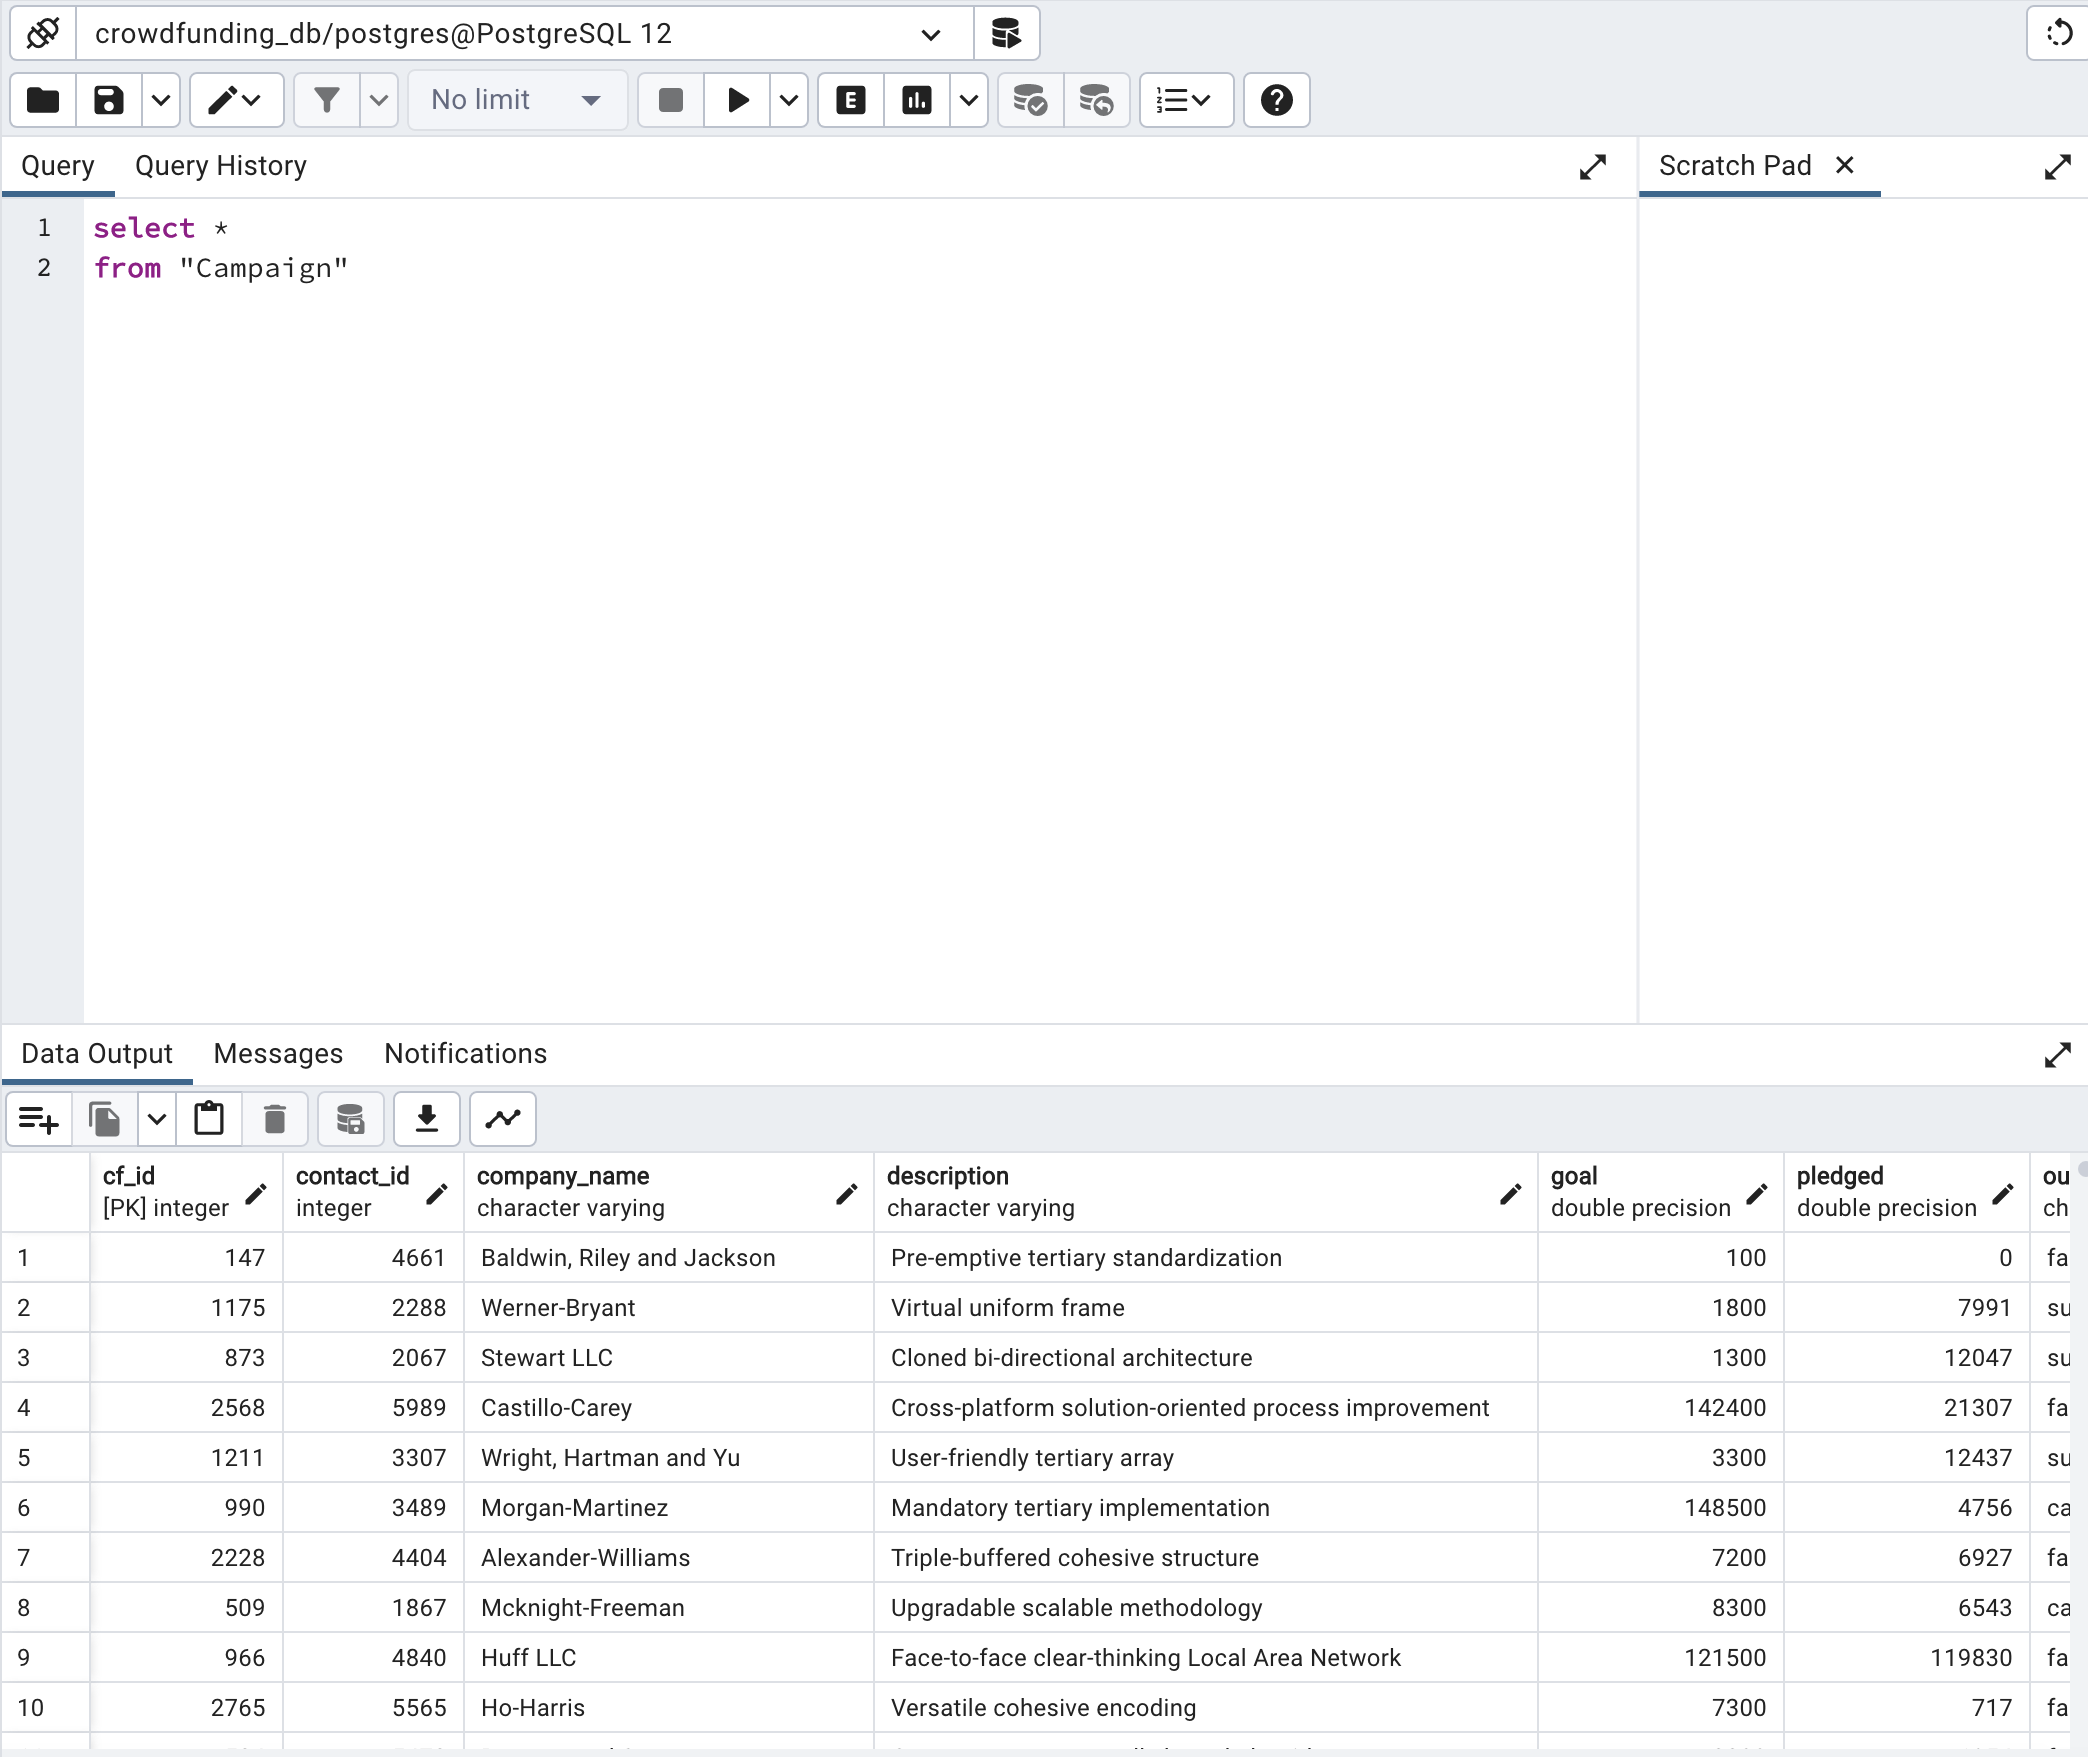 crowdfunding_db/postgres@PostgreSQL 12
No limit
Query Query History Scratch Pad
1 select *
2 from "Campaign"
Data Output Messages Notifications
cf_id contact_id company_name description goal pledged ou
[PK] integer integer character varying character varying double precision double precision ch
1 147 4661 Baldwin, Riley and Jackson Pre-emptive tertiary standardization 100 0 fa
2 1175 2288 Werner-Bryant Virtual uniform frame 1800 7991 su
3 873 2067 Stewart LLC Cloned bi-directional architecture 1300 12047 su
4 2568 5989 Castillo-Carey Cross-platform solution-oriented process improvement 142400 21307 fa
5 1211 3307 Wright, Hartman and Yu User-friendly tertiary array 3300 12437 su
6 990 3489 Morgan-Martinez Mandatory tertiary implementation 148500 4756 ca
7 2228 4404 Alexander-Williams Triple-buffered cohesive structure 7200 6927 fa
8 509 1867 Mcknight-Freeman Upgradable scalable methodology 8300 6543 ca
9 966 4840 Huff LLC Face-to-face clear-thinking Local Area Network 121500 119830 fa
10 2765 5565 Ho-Harris Versatile cohesive encoding 7300 717 fa